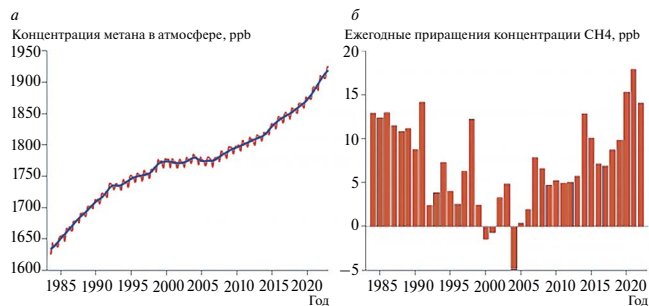 а
Концентрация метана в атмосфере, ppb
1950
1900
1850
1800
1750
1700
1650
1600
1985 1990 1995 2000 2005 2010 2015 2020
Год
б
Ежегодные приращения концентрации CH4, ppb
20
15
10
5
0
−5
1985 1990 1995 2000 2005 2010 2015 2020
Год